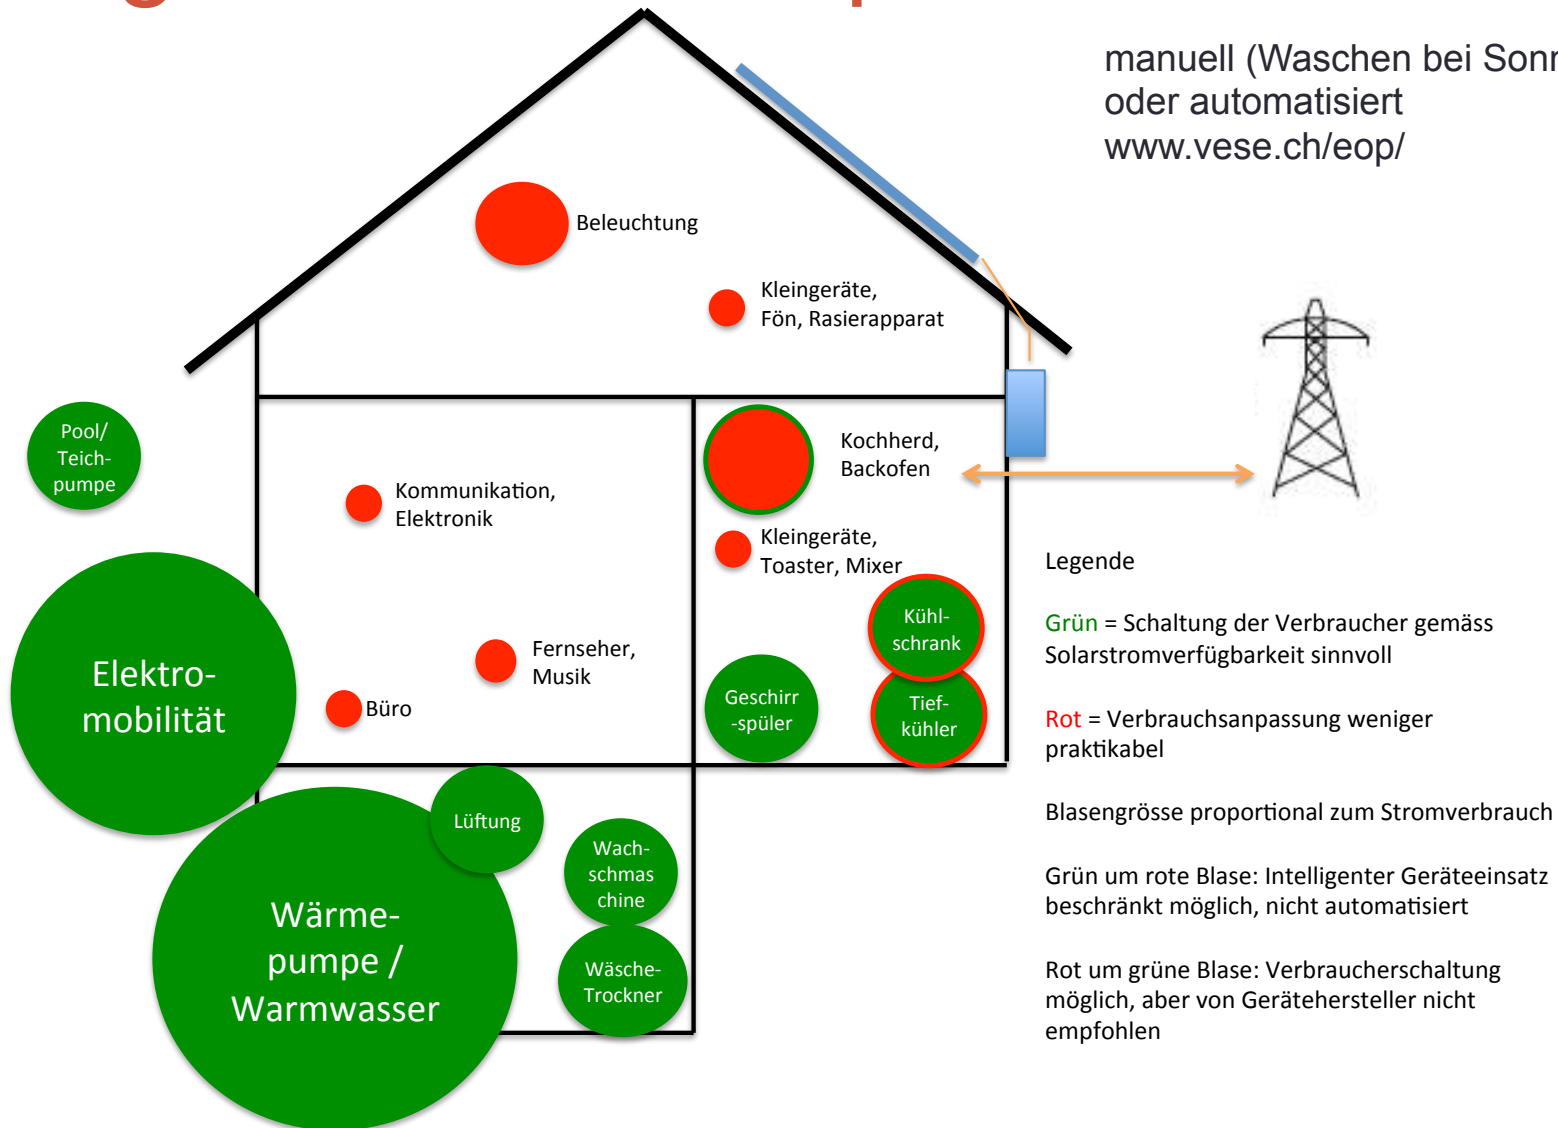 manuell (Waschen bei Sonn
oder automatisiert
www.vese.ch/eop/
Beleuchtung
Kleingeräte,
Fön, Rasierapparat
Pool/
Teich-
pumpe
Kochherd,
Backofen
Kommunikation,
Elektronik
Kleingeräte,
Toaster, Mixer
Kühl-
schrank
Elektro-
mobilität
Fernseher,
Musik
Büro
Geschirr
-spüler
Tief-
kühler
Lüftung
Wach-
schmas
chine
Wärme-
pumpe /
Warmwasser
Wäsche-
Trockner
Legende
Grün = Schaltung der Verbraucher gemäss
Solarstromverfügbarkeit sinnvoll
Rot = Verbrauchsanpassung weniger
praktikabel
Blasengrösse proportional zum Stromverbrauch
Grün um rote Blase: Intelligenter Geräteeinsatz
beschränkt möglich, nicht automatisiert
Rot um grüne Blase: Verbraucherschaltung
möglich, aber von Gerätehersteller nicht
empfohlen